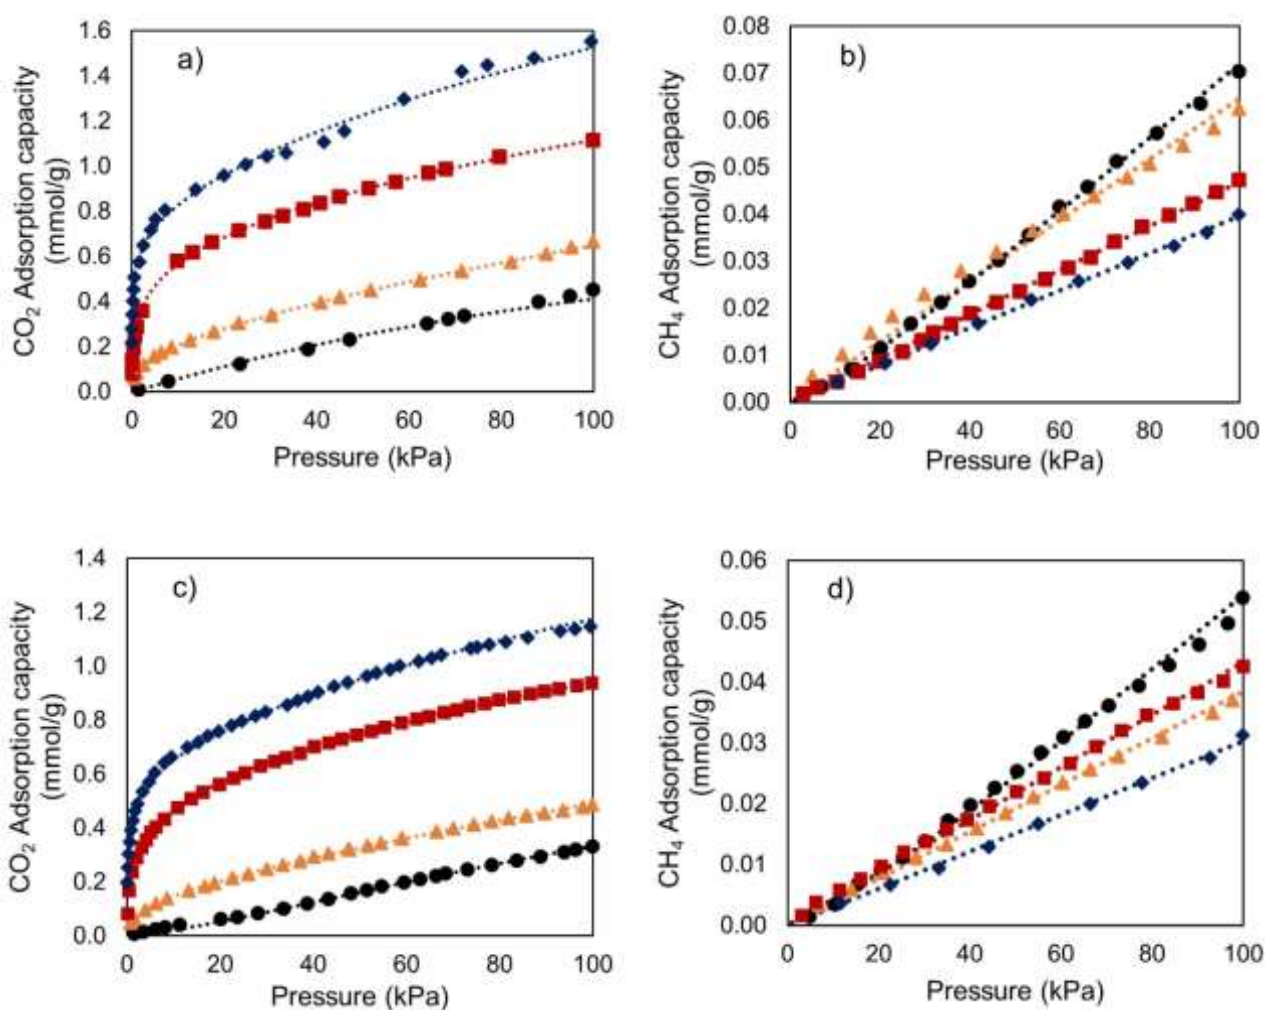 a)
CO₂ Adsorption capacity
(mmol/g)
1.6
1.4
1.2
1.0
0.8
0.6
0.4
0.2
0.0
0 20 40 60 80 100
Pressure (kPa)
b)
CH₄ Adsorption capacity
(mmol/g)
0.08
0.07
0.06
0.05
0.04
0.03
0.02
0.01
0.00
0 20 40 60 80 100
Pressure (kPa)
c)
CO₂ Adsorption capacity
(mmol/g)
1.4
1.2
1.0
0.8
0.6
0.4
0.2
0.0
0 20 40 60 80 100
Pressure (kPa)
d)
CH₄ Adsorption capacity
(mmol/g)
0.06
0.05
0.04
0.03
0.02
0.01
0.00
0 20 40 60 80 100
Pressure (kPa)